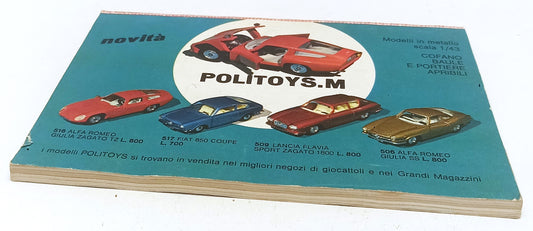 novità
Modelli in metallo
scala 1/43
COFANO
BAULE
E PORTIERE
APRIBILI
POLITOYS.M
516 ALFA ROMEO
GIULIA ZAGATO TZ L. 800
517 FIAT 850 COUPE
L. 700
509 LANCIA FLAVIA
SPORT ZAGATO 1800 L. 800
506 ALFA ROMEO
GIULIA SS L. 800
i modelli POLITOYS si trovano in vendita nei migliori negozi di giocattoli e nei Grandi Magazzini